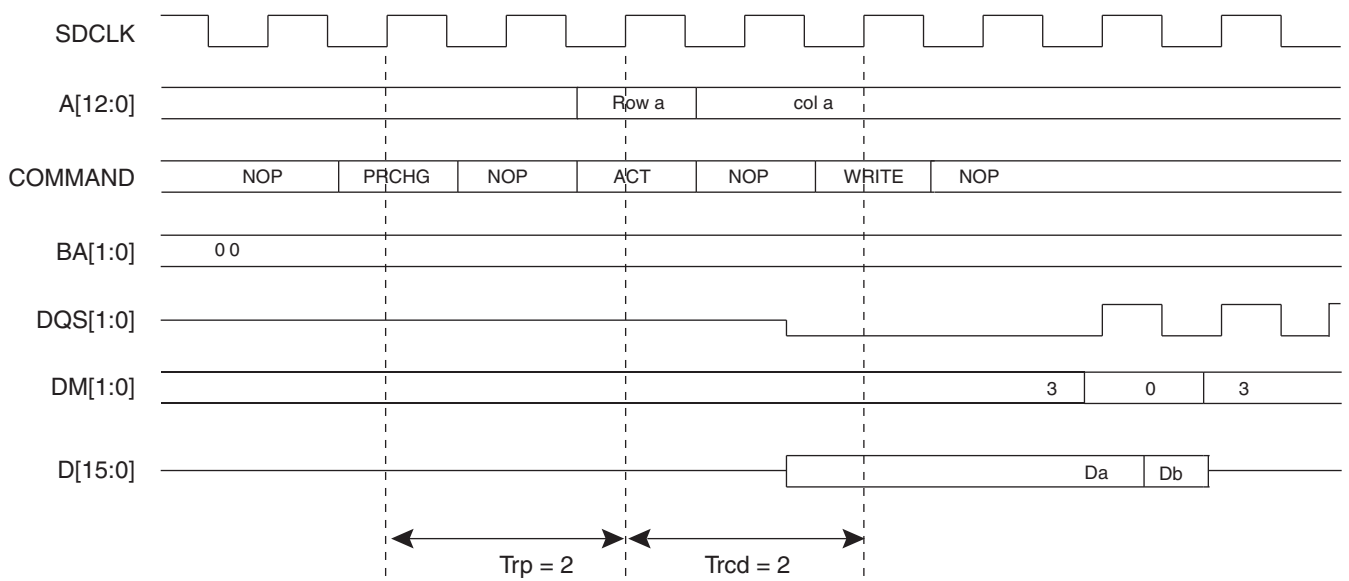 SDCLK
A[12:0] Row a col a
COMMAND NOP PRCHG NOP ACT NOP WRITE NOP
BA[1:0] 0 0
DQS[1:0]
DM[1:0] 3 0 3
D[15:0] Da Db
Trp = 2 Trcd = 2